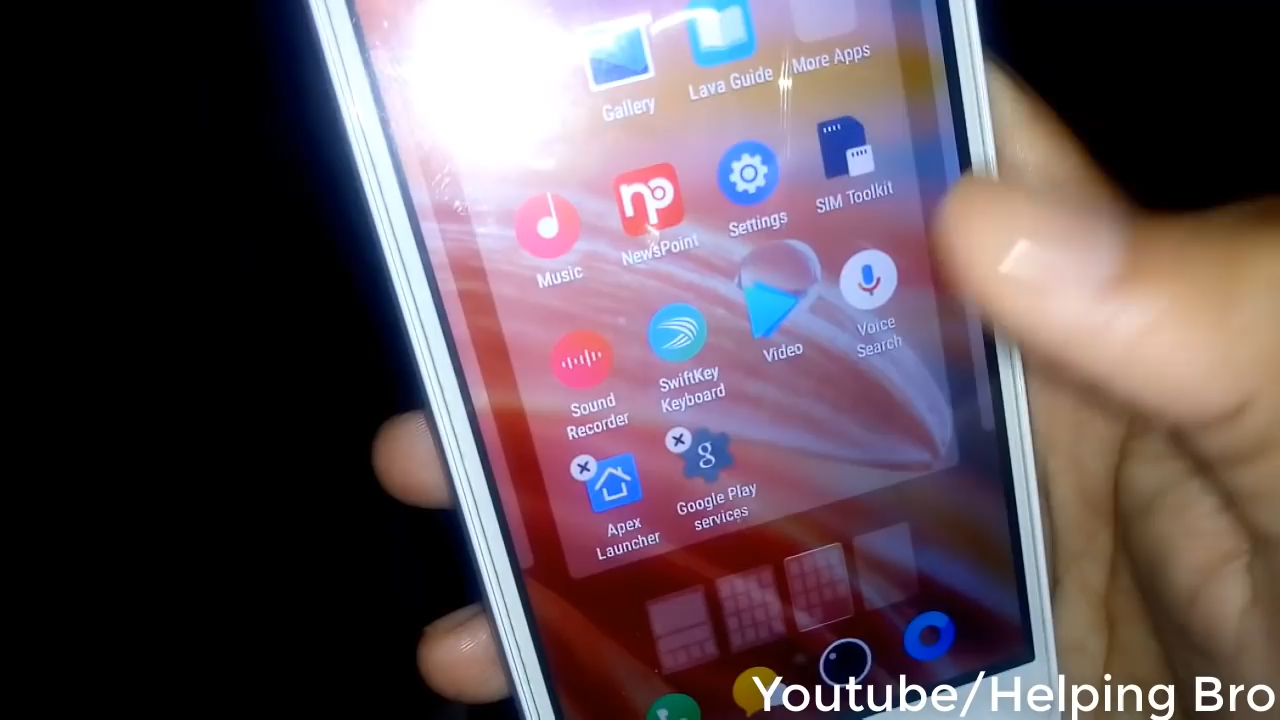 Gallery
Lava Guide
More Apps
Music
np
NewsPoint
Settings
SIM Toolkit
Sound
Recorder
SwiftKey
Keyboard
Video
Voice
Search
Apex
Launcher
g
Google Play
services
Youtube/Helping Bro